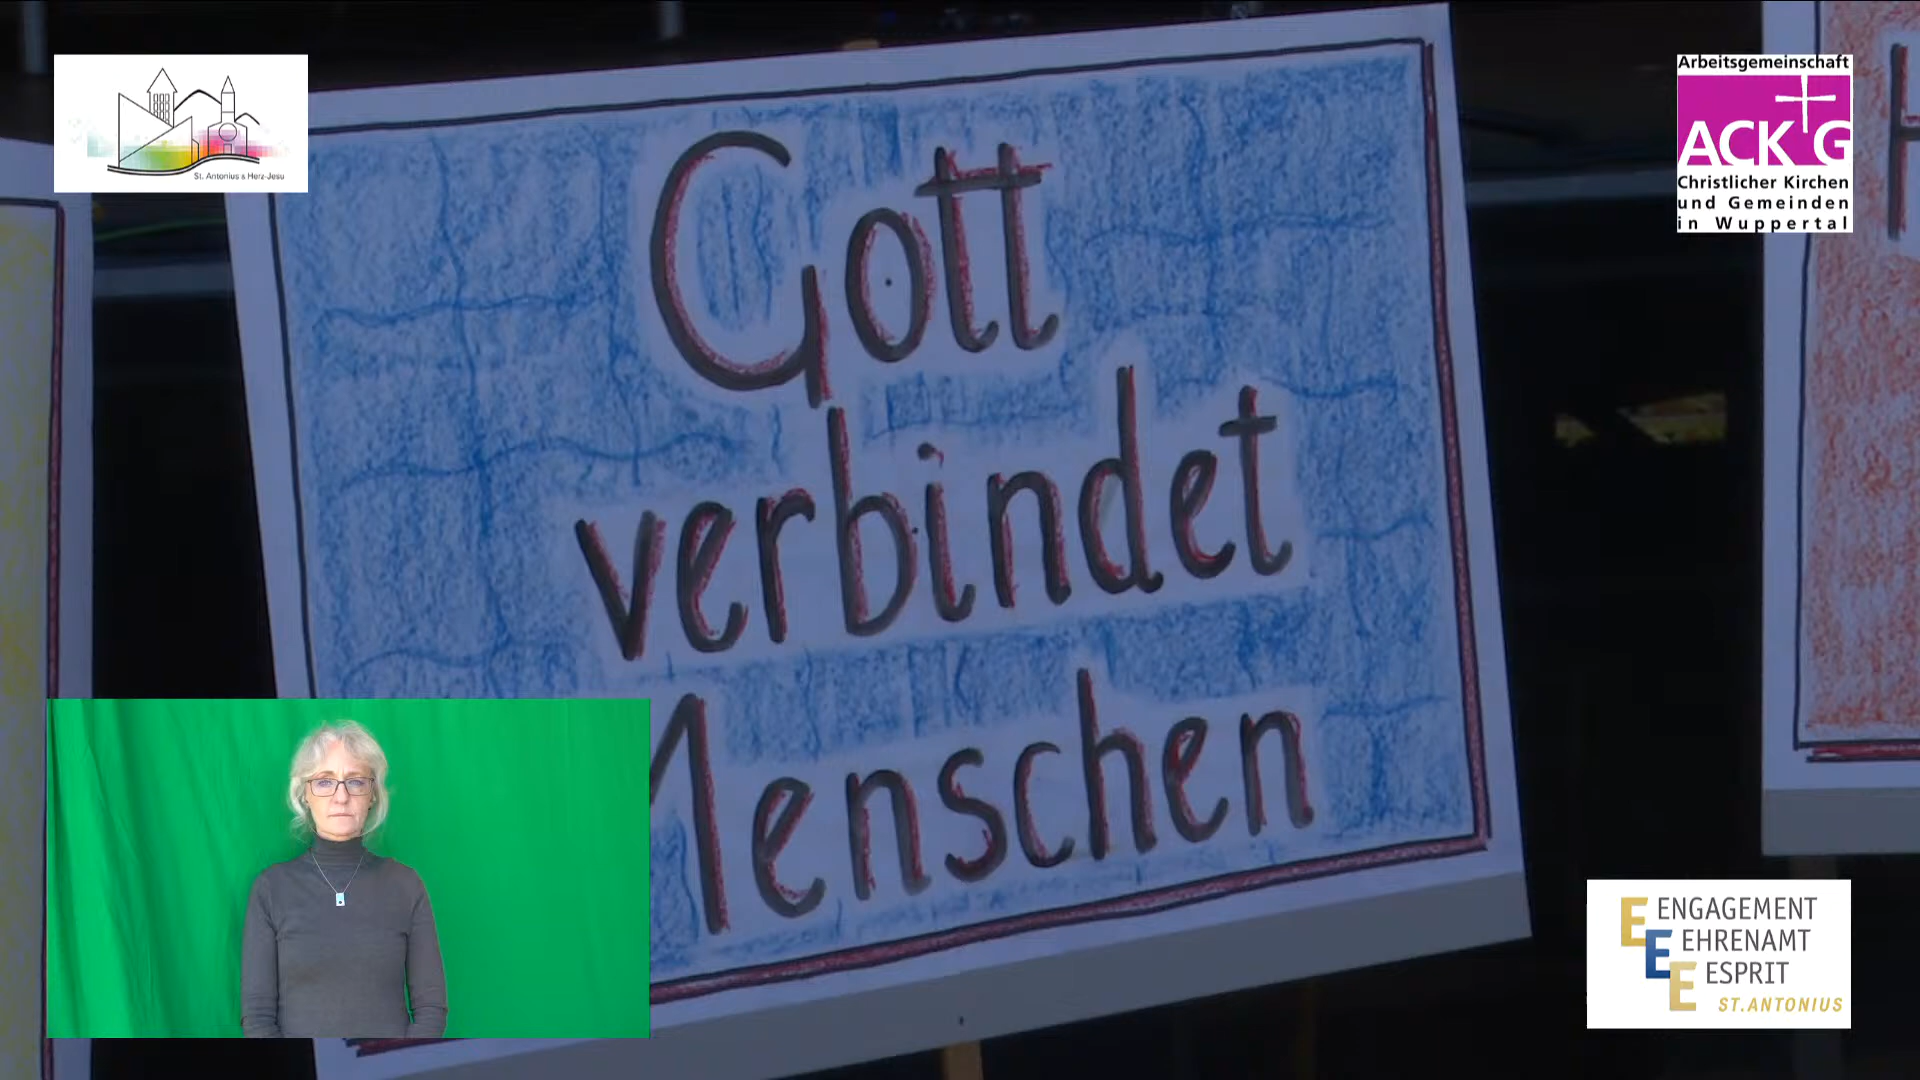 St. Antonius & Herz-Jesu
Arbeitsgemeinschaft
ACK G
Christlicher Kirchen
und Gemeinden
in Wuppertal
Gott
verbindet
Menschen
E ENGAGEMENT
E EHRENAMT
E ESPRIT
ST. ANTONIUS